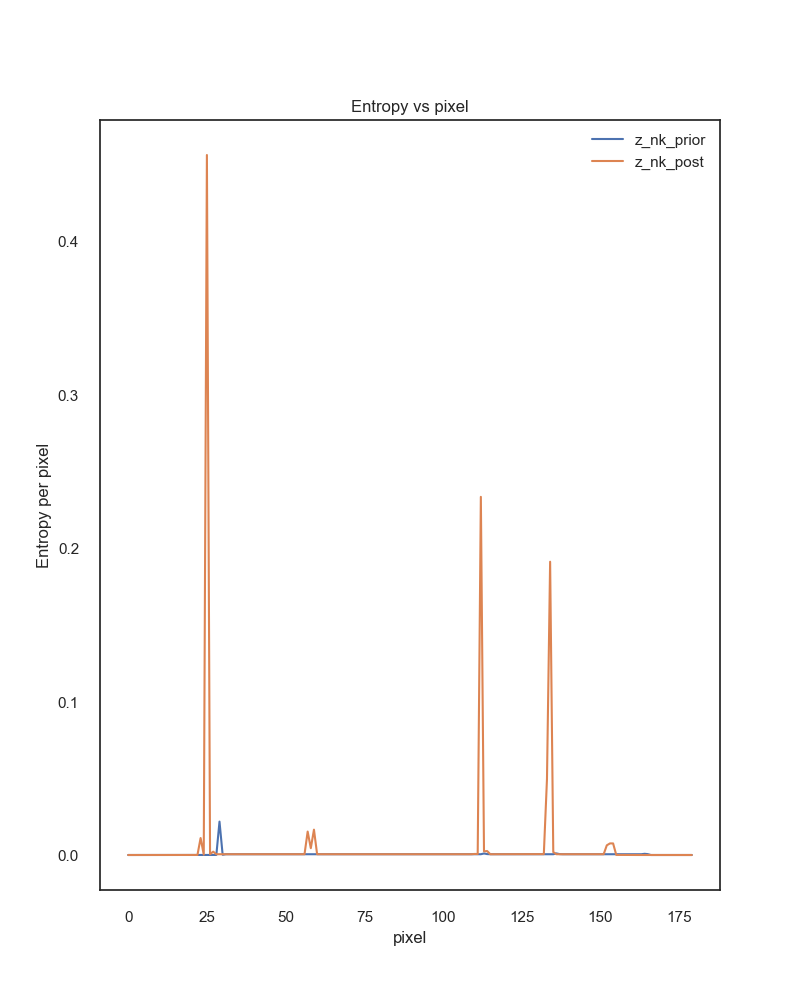 Entropy vs pixel
z_nk_prior
z_nk_post
Entropy per pixel
0.4
0.3
0.2
0.1
0.0
0 25 50 75 100 125 150 175
pixel